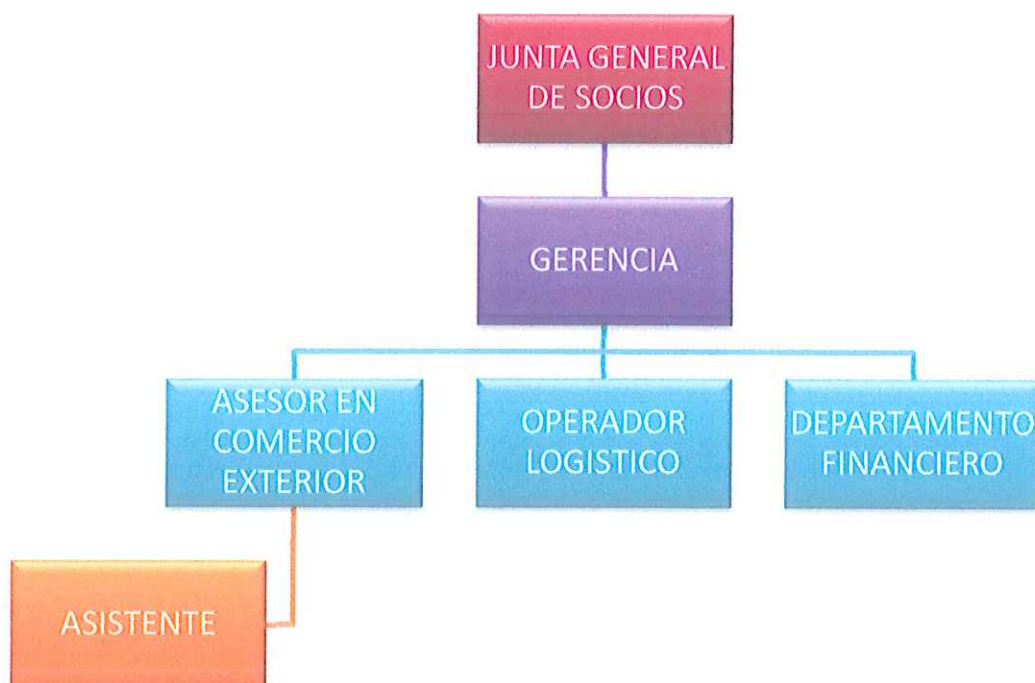 JUNTA GENERAL
DE SOCIOS
GERENCIA
ASESOR EN
COMERCIO
EXTERIOR
OPERADOR
LOGISTICO
DEPARTAMENTO
FINANCIERO
ASISTENTE